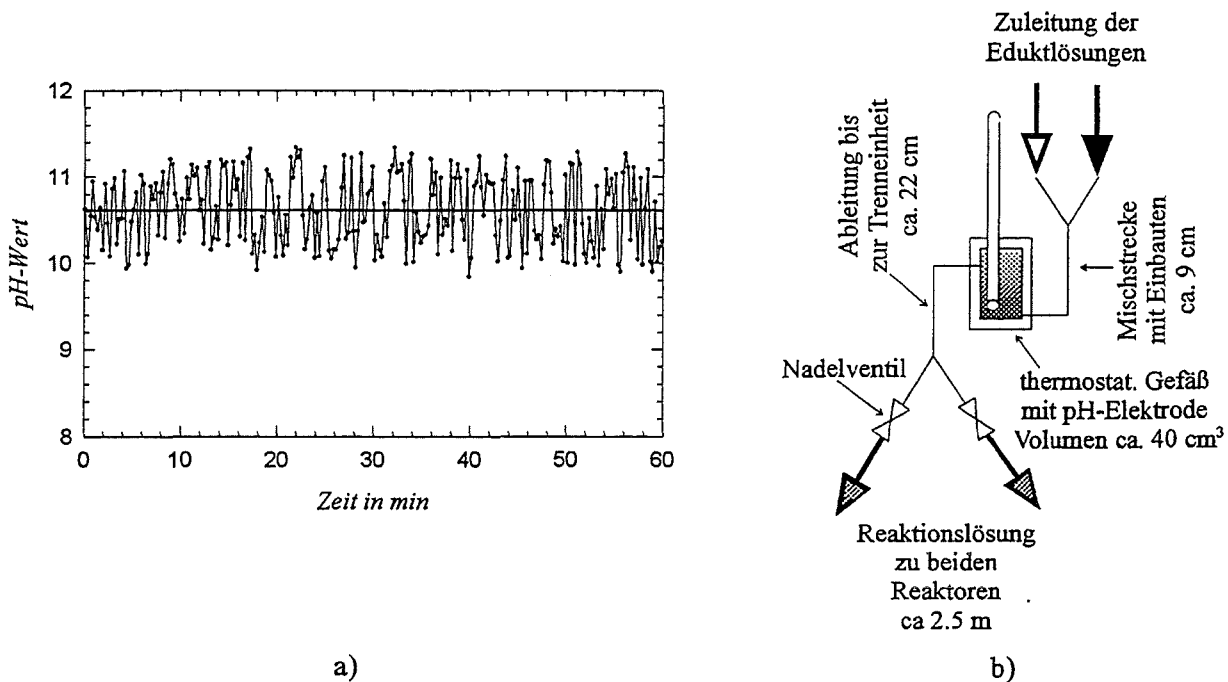 12
11
10
9
8
pH-Wert
0
10
20
30
40
50
60
Zeit in min
a)
Zuleitung der
Eduktlösungen
Ableitung bis
zur Trenneinheit
ca. 22 cm
Mischstrecke
mit Einbauten
ca. 9 cm
Nadelventil
thermostat. Gefäß
mit pH-Elektrode
Volumen ca. 40 cm³
Reaktionslösung
zu beiden
Reaktoren
ca 2.5 m
b)